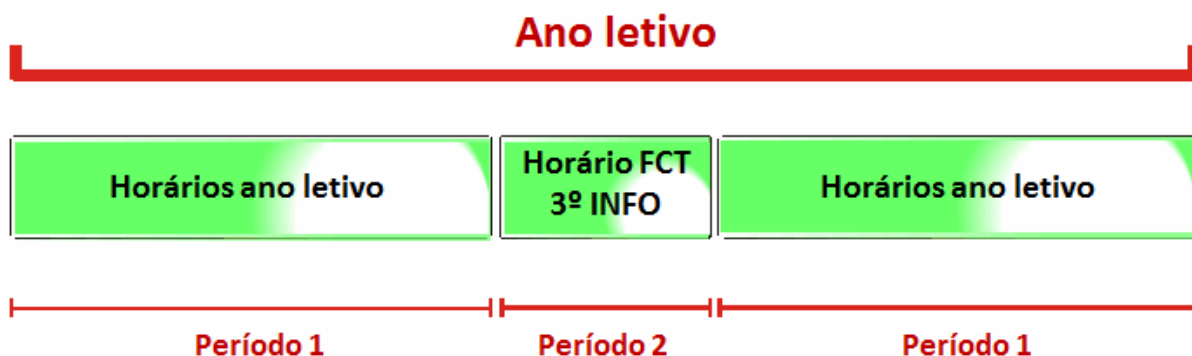 Ano letivo
Horários ano letivo
Horário FCT
3º INFO
Horários ano letivo
Período 1
Período 2
Período 1